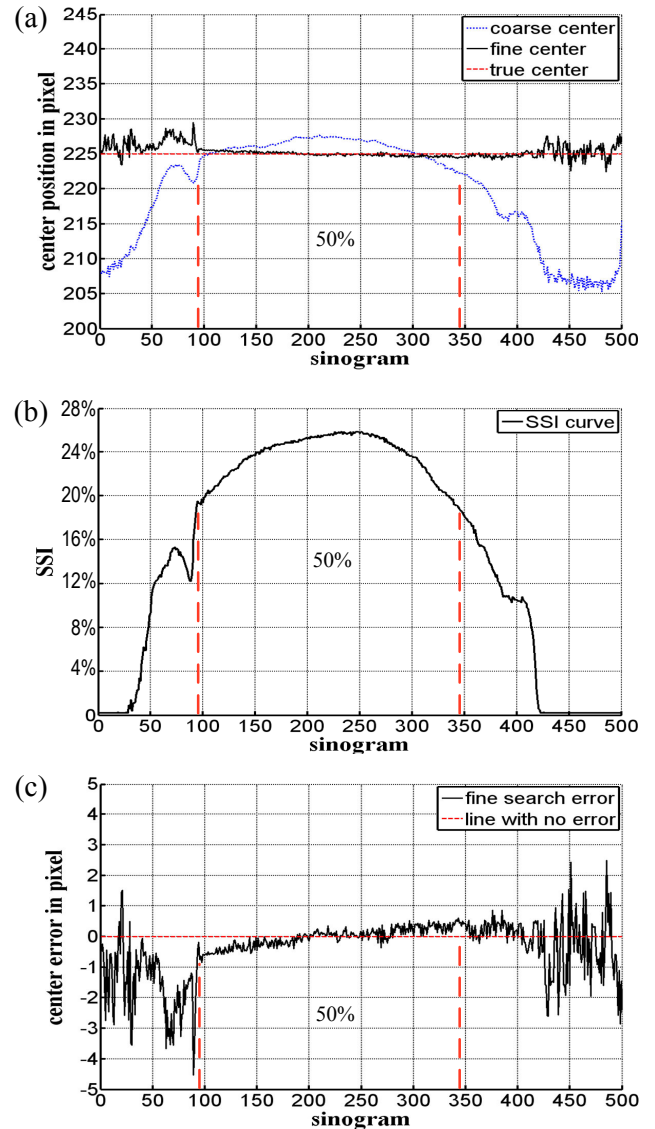 (a)
245
240
235
230
225
220
215
210
205
200
center position in pixel
coarse center
fine center
true center
50%
0 50 100 150 200 250 300 350 400 450 500
sinogram
(b)
28%
24%
20%
16%
12%
8%
4%
0
SSI
SSI curve
50%
0 50 100 150 200 250 300 350 400 450 500
sinogram
(c)
5
4
3
2
1
0
-1
-2
-3
-4
-5
center error in pixel
fine search error
line with no error
50%
0 50 100 150 200 250 300 350 400 450 500
sinogram